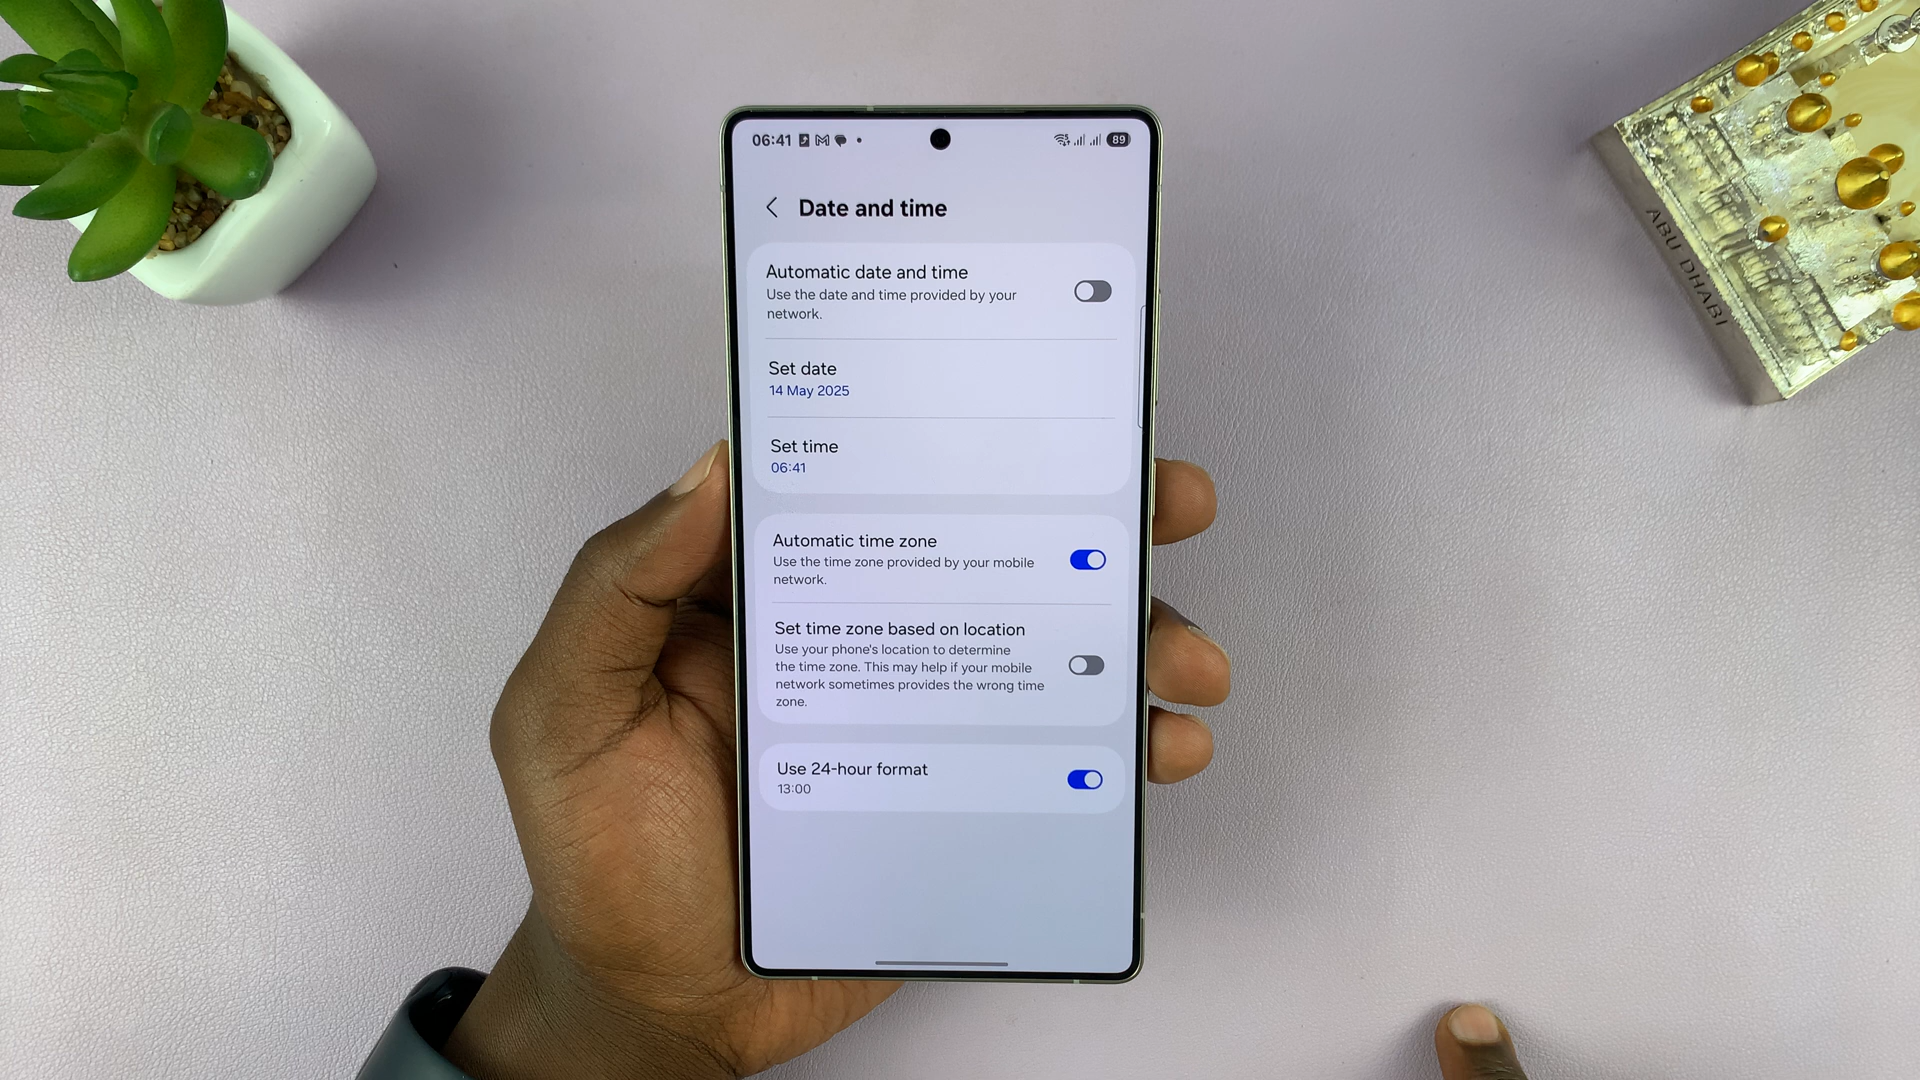 06:41
89
Date and time
Automatic date and time
Use the date and time provided by your
network.
Set date
14 May 2025
Set time
06:41
Automatic time zone
Use the time zone provided by your mobile
network.
Set time zone based on location
Use your phone's location to determine
the time zone. This may help if your mobile
network sometimes provides the wrong time
zone.
Use 24-hour format
13:00
ABU DHABI